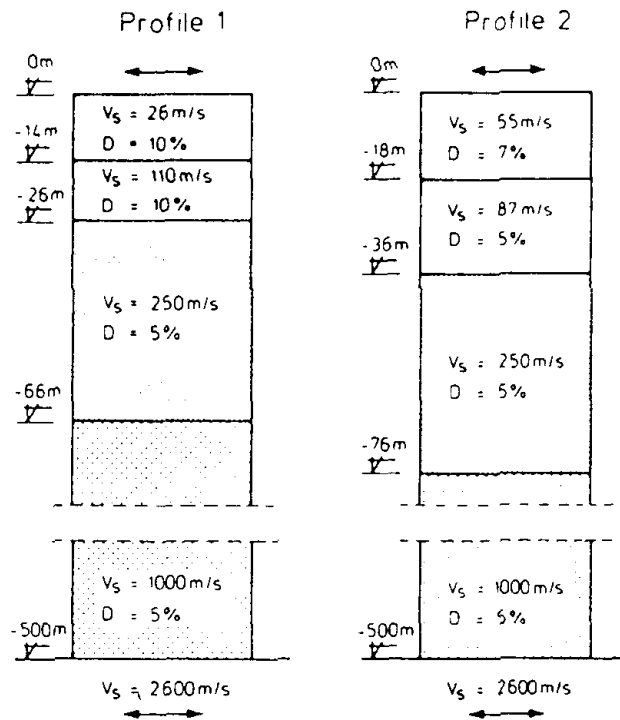 Profile 1
0m
Vs = 26m/s
D = 10%
-14m
Vs = 110m/s
D = 10%
-26m
Vs = 250m/s
D = 5%
-66m
Vs = 1000m/s
D = 5%
-500m
Vs = 2600m/s
Profile 2
0m
Vs = 55m/s
D = 7%
-18m
Vs = 87m/s
D = 5%
-36m
Vs = 250m/s
D = 5%
-76m
Vs = 1000m/s
D = 5%
-500m
Vs = 2600m/s